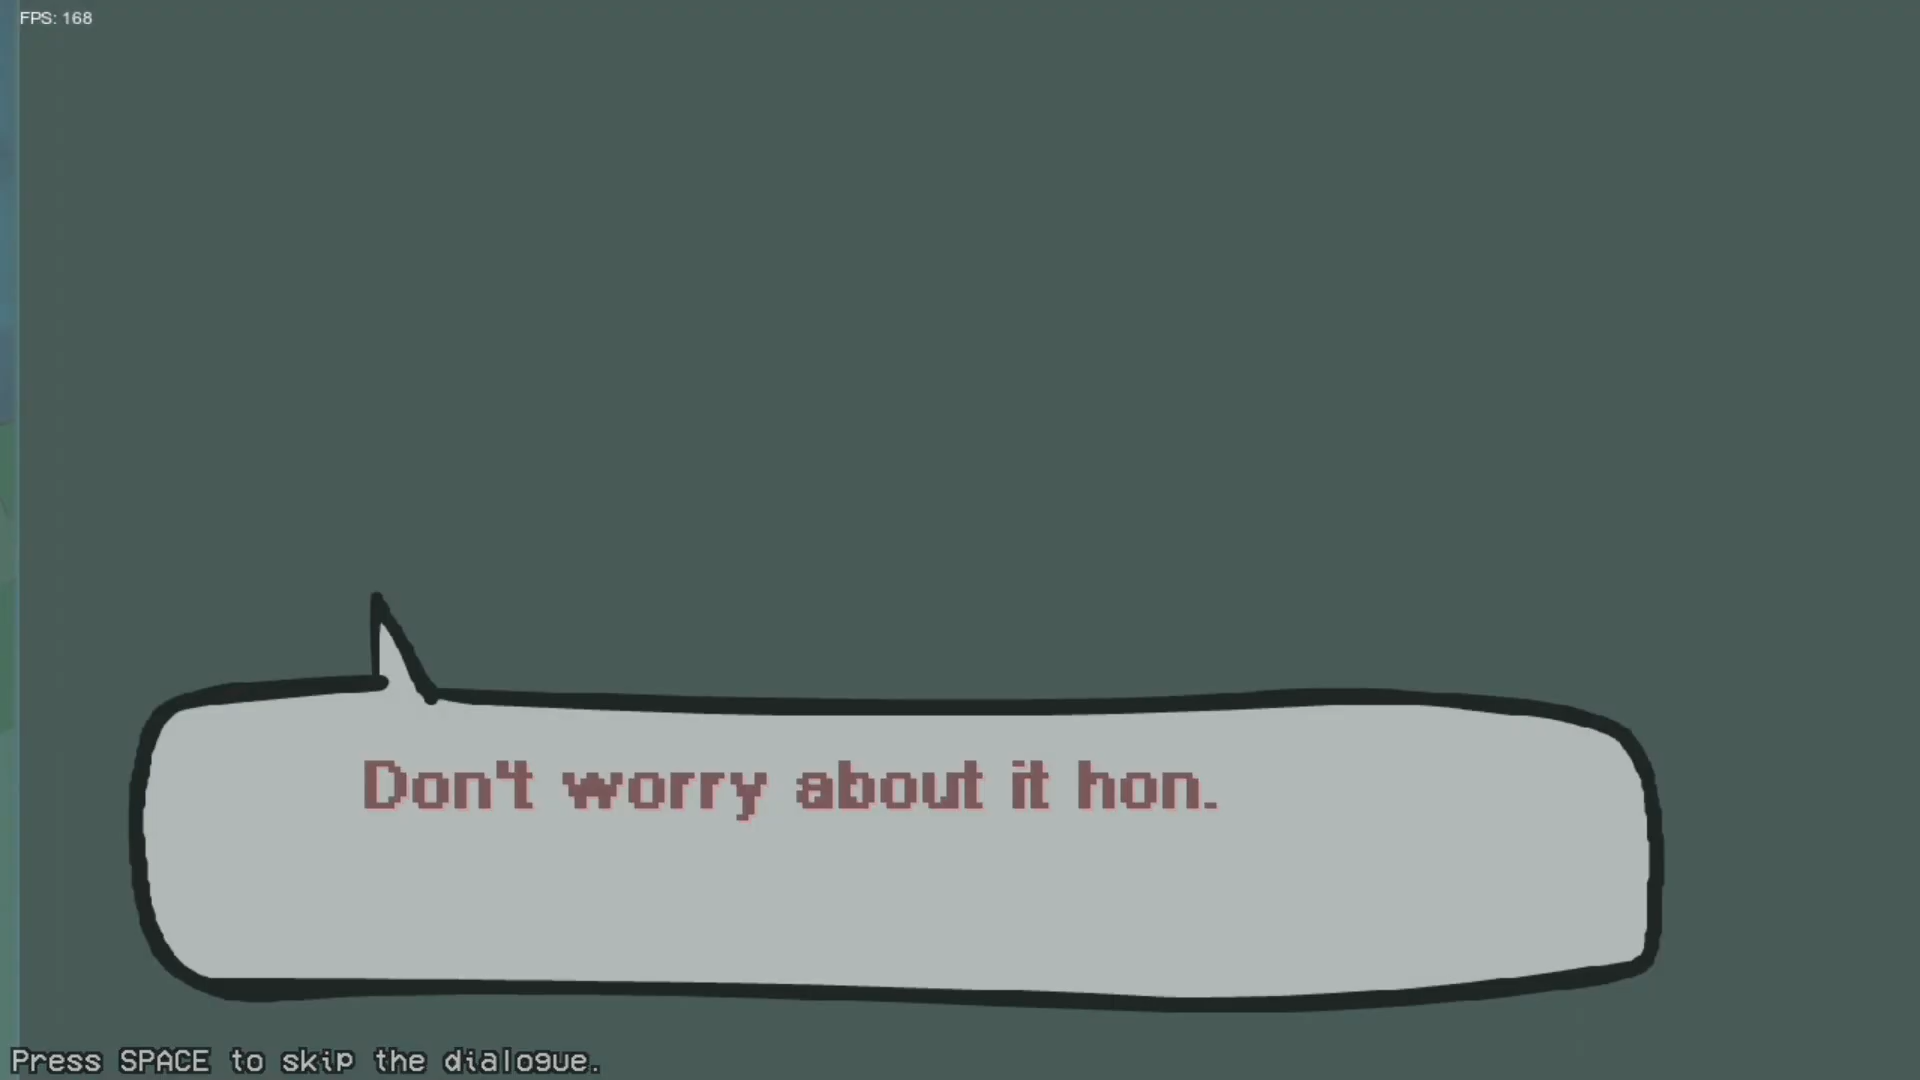 FPS: 168
Don't worry about it hon.
Press SPACE to skip the dialogue.